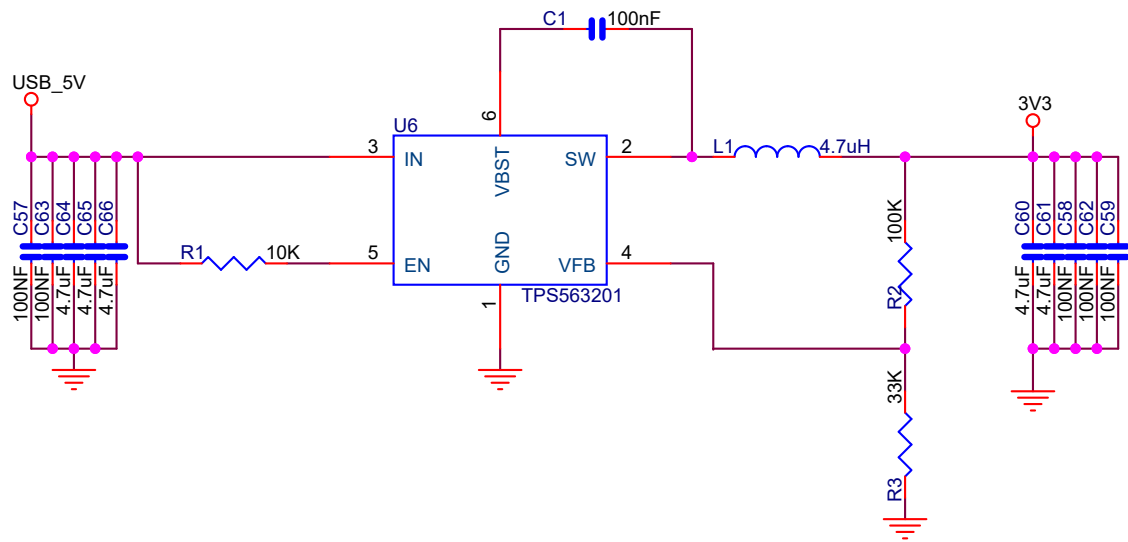 C1
100nF
USB_5V
3V3
6
U6
3
IN
VBST
SW
2
L1
4.7uH
C57
C63
C64
C65
C66
100NF
100NF
4.7uF
4.7uF
4.7uF
R1
10K
5
EN
GND
VFB
4
1
TPS563201
100K
R2
33K
R3
C60
C61
C58
C62
C59
4.7uF
4.7uF
100NF
100NF
100NF